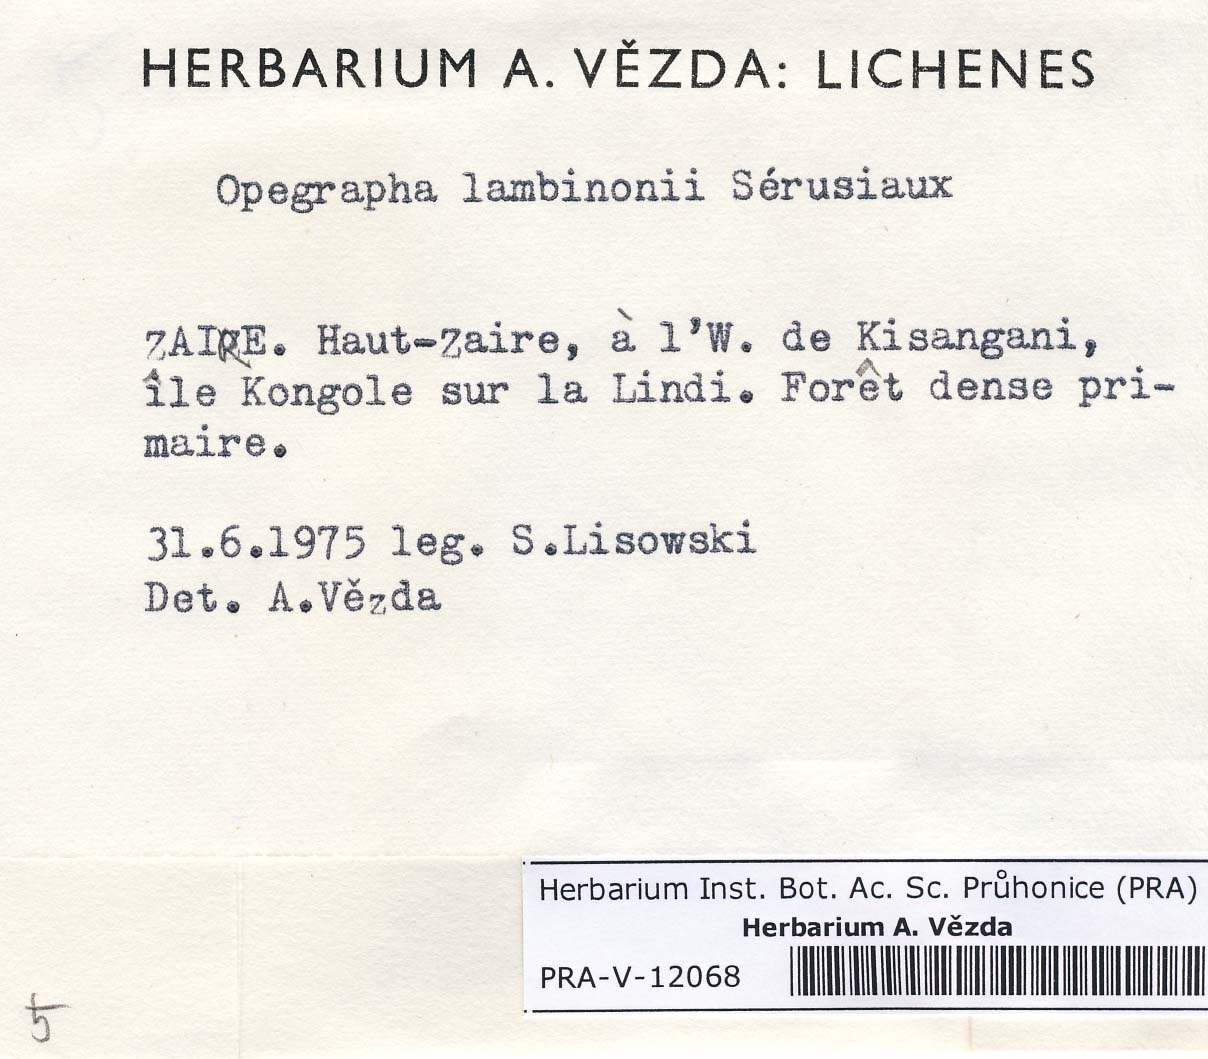 HERBARIUM A. VĚZDA: LICHENES
Opegrapha lambinonii Sérusiaux
ZAIRE. Haut-Zaire, à l'W. de Kisangani,
île Kongole sur la Lindi. Forêt dense pri-
maire.
31.6.1975 leg. S.Lisowski
Det. A.Vězda
Herbarium Inst. Bot. Ac. Sc. Průhonice (PRA)
Herbarium A. Vězda
PRA-V-12068
5